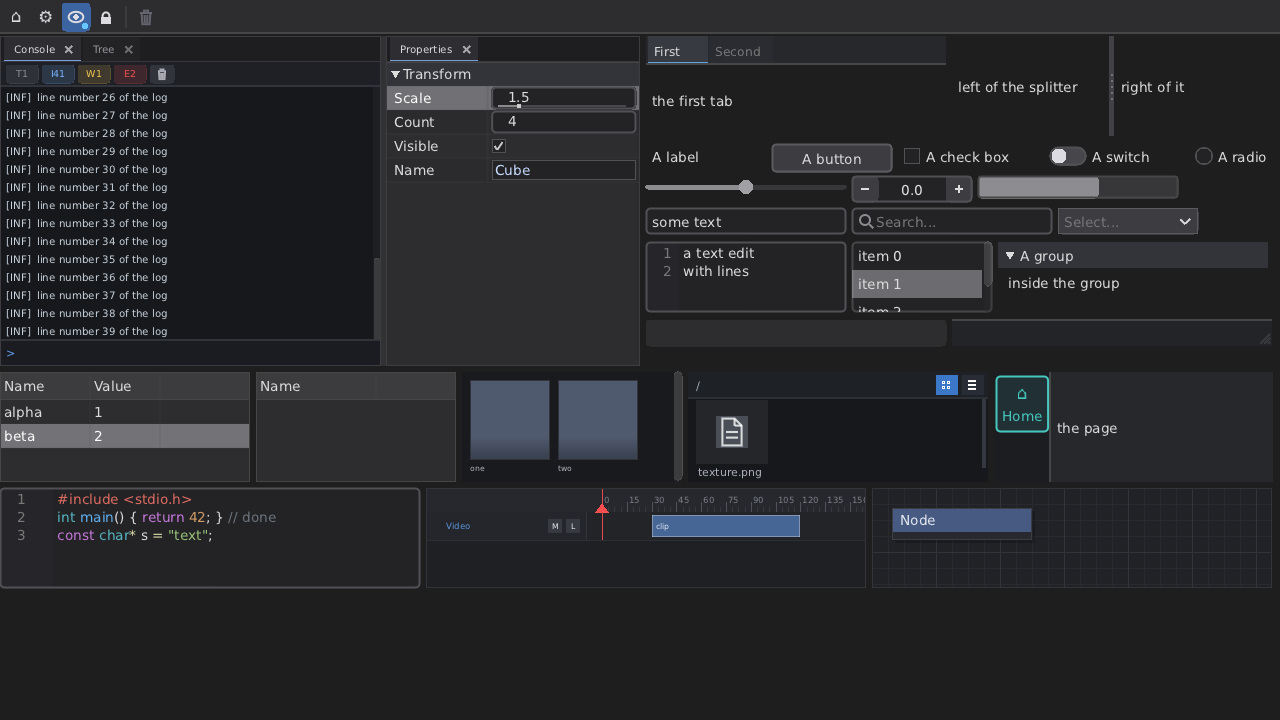 Console
Tree
T1
I41
W1
E2
[INF] line number 26 of the log
[INF] line number 27 of the log
[INF] line number 28 of the log
[INF] line number 29 of the log
[INF] line number 30 of the log
[INF] line number 31 of the log
[INF] line number 32 of the log
[INF] line number 33 of the log
[INF] line number 34 of the log
[INF] line number 35 of the log
[INF] line number 36 of the log
[INF] line number 37 of the log
[INF] line number 38 of the log
[INF] line number 39 of the log
>
Properties
Transform
Scale 1.5
Count 4
Visible
Name Cube
First Second
the first tab
left of the splitter
right of it
A label
A button
A check box
A switch
A radio
0.0
some text
Search...
Select...
1 a text edit
2 with lines
item 0
item 1
item 2
A group
inside the group
Name Value
alpha 1
beta 2
Name
one
two
/
texture.png
Home
the page
1 #include <stdio.h>
2 int main() { return 42; } // done
3 const char* s = "text";
0 15 30 45 60 75 90 105 120 135
Video M L
clip
Node